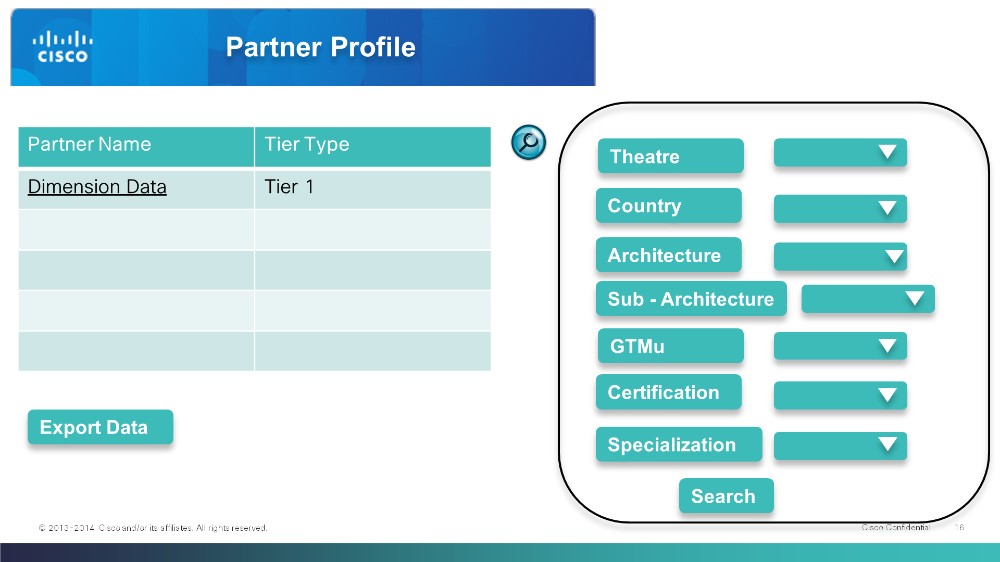 CISCO
Partner Profile
Partner Name
Tier Type
Dimension Data
Tier 1
Export Data
Theatre
Country
Architecture
Sub - Architecture
GTMu
Certification
Specialization
Search
© 2013-2014 Cisco and/or its affiliates. All rights reserved.
Cisco Confidential
16